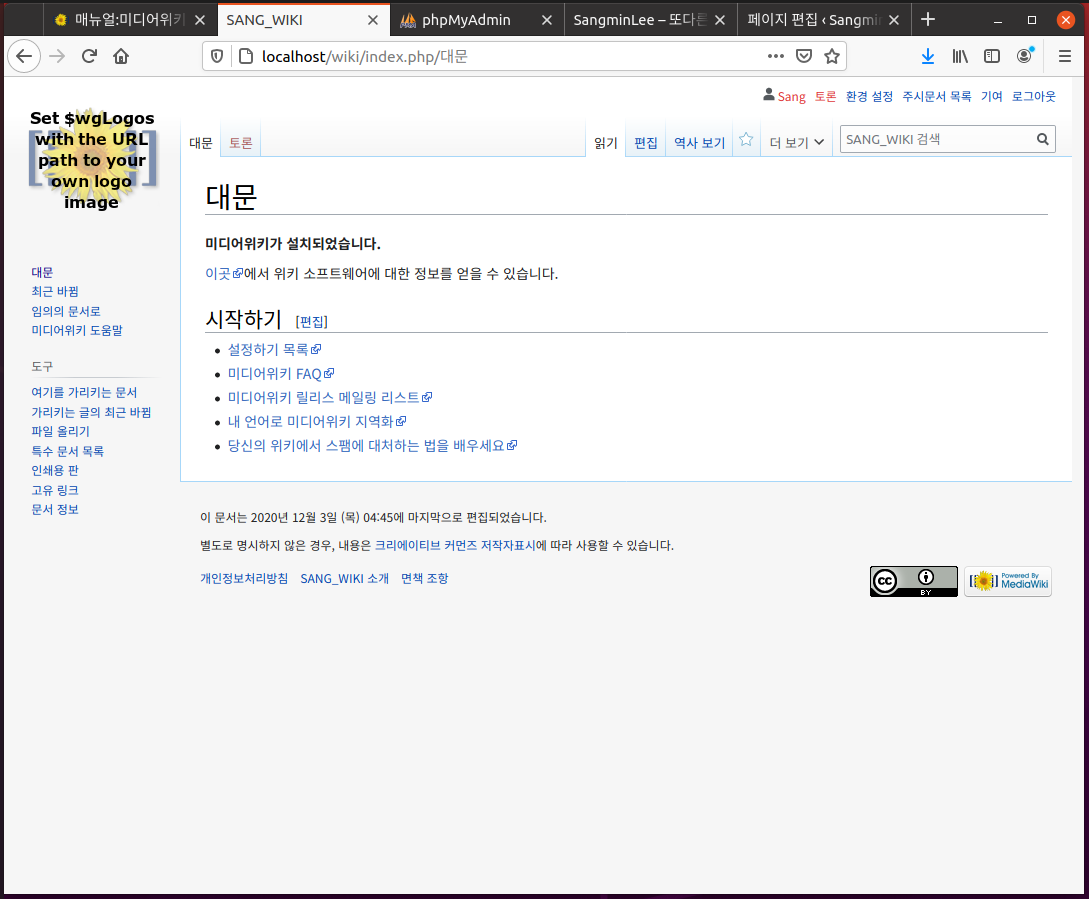 매뉴얼:미디어위키
SANG_WIKI
phpMyAdmin
SangminLee – 또다른
페이지 편집 ‹ Sangmin
localhost/wiki/index.php/대문
Sang 토론 환경 설정 주시문서 목록 기여 로그아웃
Set $wgLogos
with the URL
path to your
own logo
image
대문 토론 읽기 편집 역사 보기 더 보기 SANG_WIKI 검색
대문
미디어위키가 설치되었습니다.
이곳에서 위키 소프트웨어에 대한 정보를 얻을 수 있습니다.
시작하기 [편집]
설정하기 목록
미디어위키 FAQ
미디어위키 릴리스 메일링 리스트
내 언어로 미디어위키 지역화
당신의 위키에서 스팸에 대처하는 법을 배우세요
대문
최근 바뀜
임의의 문서로
미디어위키 도움말
도구
여기를 가리키는 문서
가리키는 글의 최근 바뀜
파일 올리기
특수 문서 목록
인쇄용 판
고유 링크
문서 정보
이 문서는 2020년 12월 3일 (목) 04:45에 마지막으로 편집되었습니다.
별도로 명시하지 않은 경우, 내용은 크리에이티브 커먼즈 저작자표시에 따라 사용할 수 있습니다.
개인정보처리방침 SANG_WIKI 소개 면책 조항
cc BY
Powered By
MediaWiki